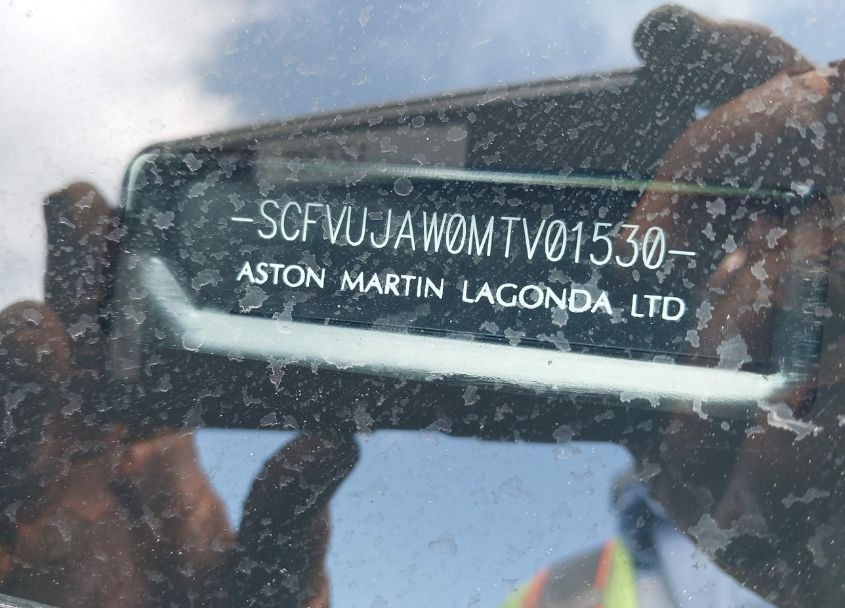 -SCFVUJAW0MTV01530-
ASTON MARTIN LAGONDA LTD